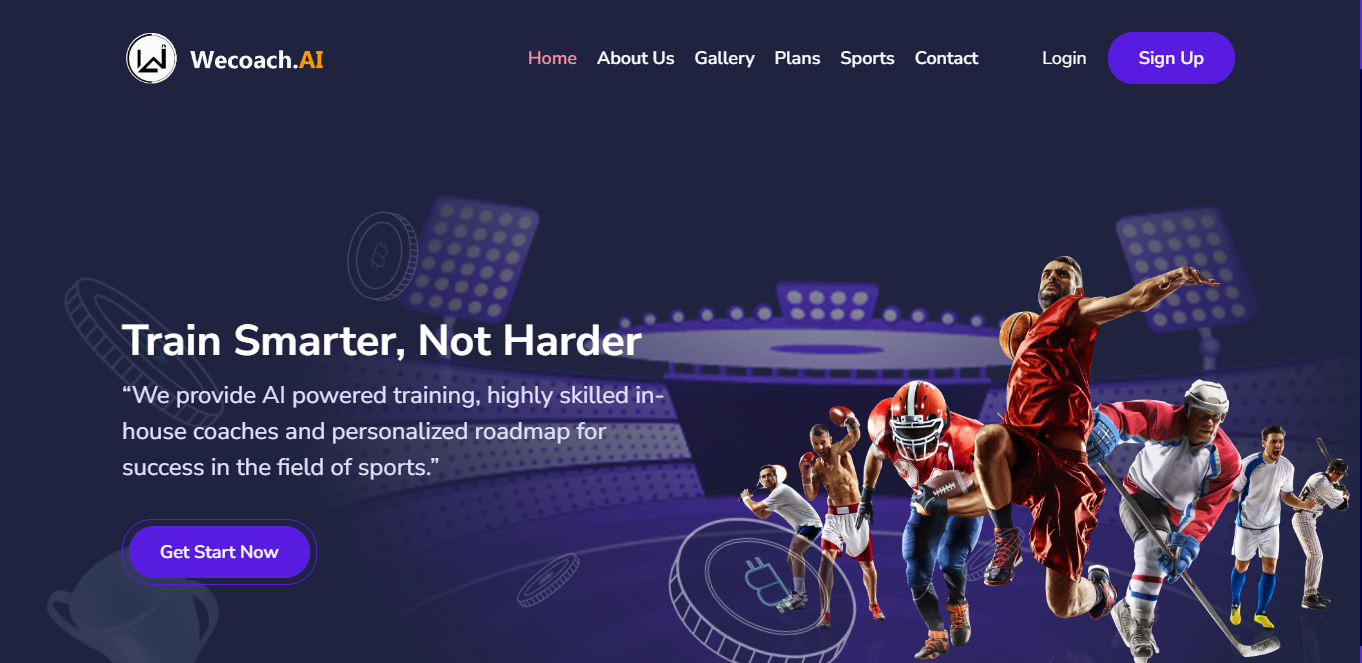 Wecoach.AI
Home About Us Gallery Plans Sports Contact Login Sign Up
Train Smarter, Not Harder
“We provide AI powered training, highly skilled in-
house coaches and personalized roadmap for
success in the field of sports.”
Get Start Now